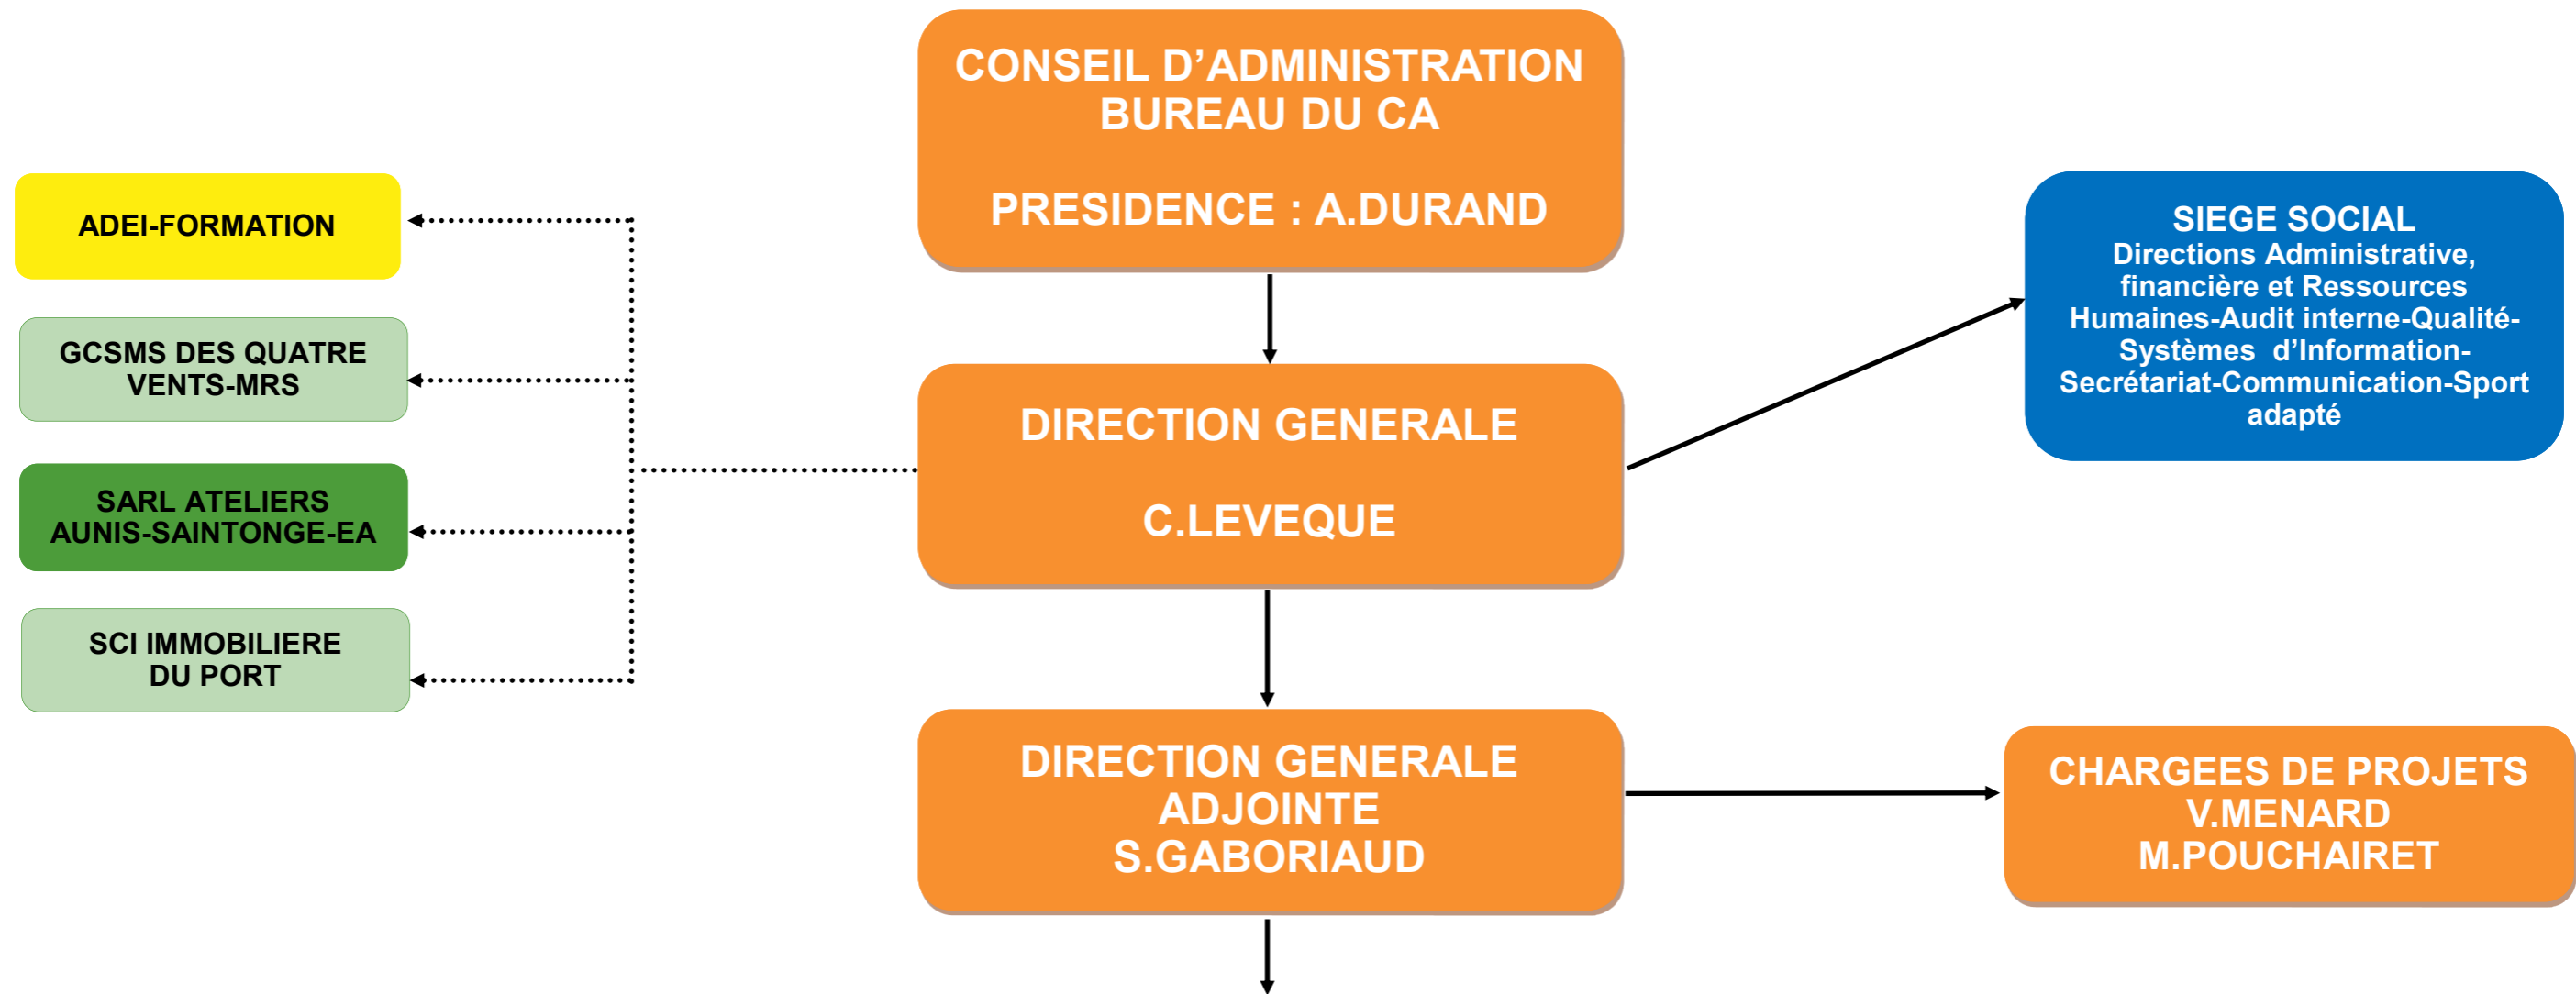 CONSEIL D’ADMINISTRATION
BUREAU DU CA
PRESIDENCE : A.DURAND
ADEI-FORMATION
GCSMS DES QUATRE
VENTS-MRS
SARL ATELIERS
AUNIS-SAINTONGE-EA
SCI IMMOBILIERE
DU PORT
DIRECTION GENERALE
C.LEVEQUE
SIEGE SOCIAL
Directions Administrative,
financière et Ressources
Humaines-Audit interne-Qualité-
Systèmes d’Information-
Secrétariat-Communication-Sport
adapté
DIRECTION GENERALE
ADJOINTE
S.GABORIAUD
CHARGEES DE PROJETS
V.MENARD
M.POUCHAIRET